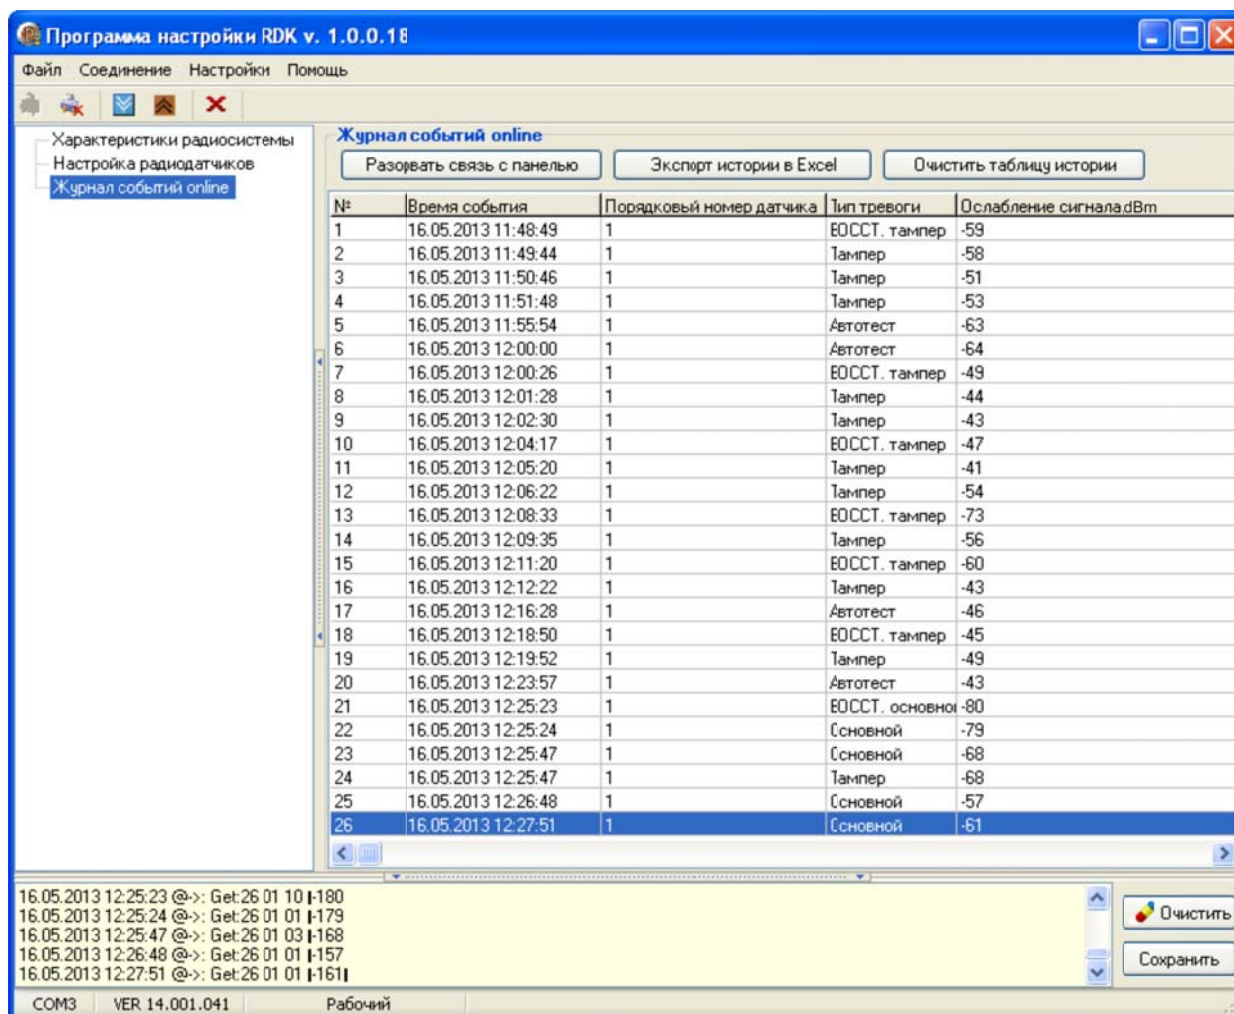 Программа настройки RDK v. 1.0.0.18
Файл Соединение Настройки Помощь
Характеристики радиосистемы
Настройка радиодатчиков
Журнал событий online
Журнал событий online
Разорвать связь с панелью Экспорт истории в Excel Очистить таблицу истории
№ Время события Порядковый номер датчика Тип тревоги Ослабление сигнала,dBm
1 16.05.2013 11:48:49 1 ВОССТ. тампер -59
2 16.05.2013 11:49:44 1 Тампер -58
3 16.05.2013 11:50:46 1 Тампер -51
4 16.05.2013 11:51:48 1 Тампер -53
5 16.05.2013 11:55:54 1 Автотест -63
6 16.05.2013 12:00:00 1 Автотест -64
7 16.05.2013 12:00:26 1 ВОССТ. тампер -49
8 16.05.2013 12:01:28 1 Тампер -44
9 16.05.2013 12:02:30 1 Тампер -43
10 16.05.2013 12:04:17 1 ВОССТ. тампер -47
11 16.05.2013 12:05:20 1 Тампер -41
12 16.05.2013 12:06:22 1 Тампер -54
13 16.05.2013 12:08:33 1 ВОССТ. тампер -73
14 16.05.2013 12:09:35 1 Тампер -56
15 16.05.2013 12:11:20 1 ВОССТ. тампер -60
16 16.05.2013 12:12:22 1 Тампер -43
17 16.05.2013 12:16:28 1 Автотест -46
18 16.05.2013 12:18:50 1 ВОССТ. тампер -45
19 16.05.2013 12:19:52 1 Тампер -49
20 16.05.2013 12:23:57 1 Автотест -43
21 16.05.2013 12:25:23 1 ВОССТ. основно -80
22 16.05.2013 12:25:24 1 Основной -79
23 16.05.2013 12:25:47 1 Основной -68
24 16.05.2013 12:25:47 1 Тампер -68
25 16.05.2013 12:26:48 1 Основной -57
26 16.05.2013 12:27:51 1 Основной -61
16.05.2013 12:25:23 @->: Get:26 01 10 |-180
16.05.2013 12:25:24 @->: Get:26 01 01 |-179
16.05.2013 12:25:47 @->: Get:26 01 03 |-168
16.05.2013 12:26:48 @->: Get:26 01 01 |-157
16.05.2013 12:27:51 @->: Get:26 01 01 |-161|
Очистить
Сохранить
COM3 VER 14.001.041 Рабочий